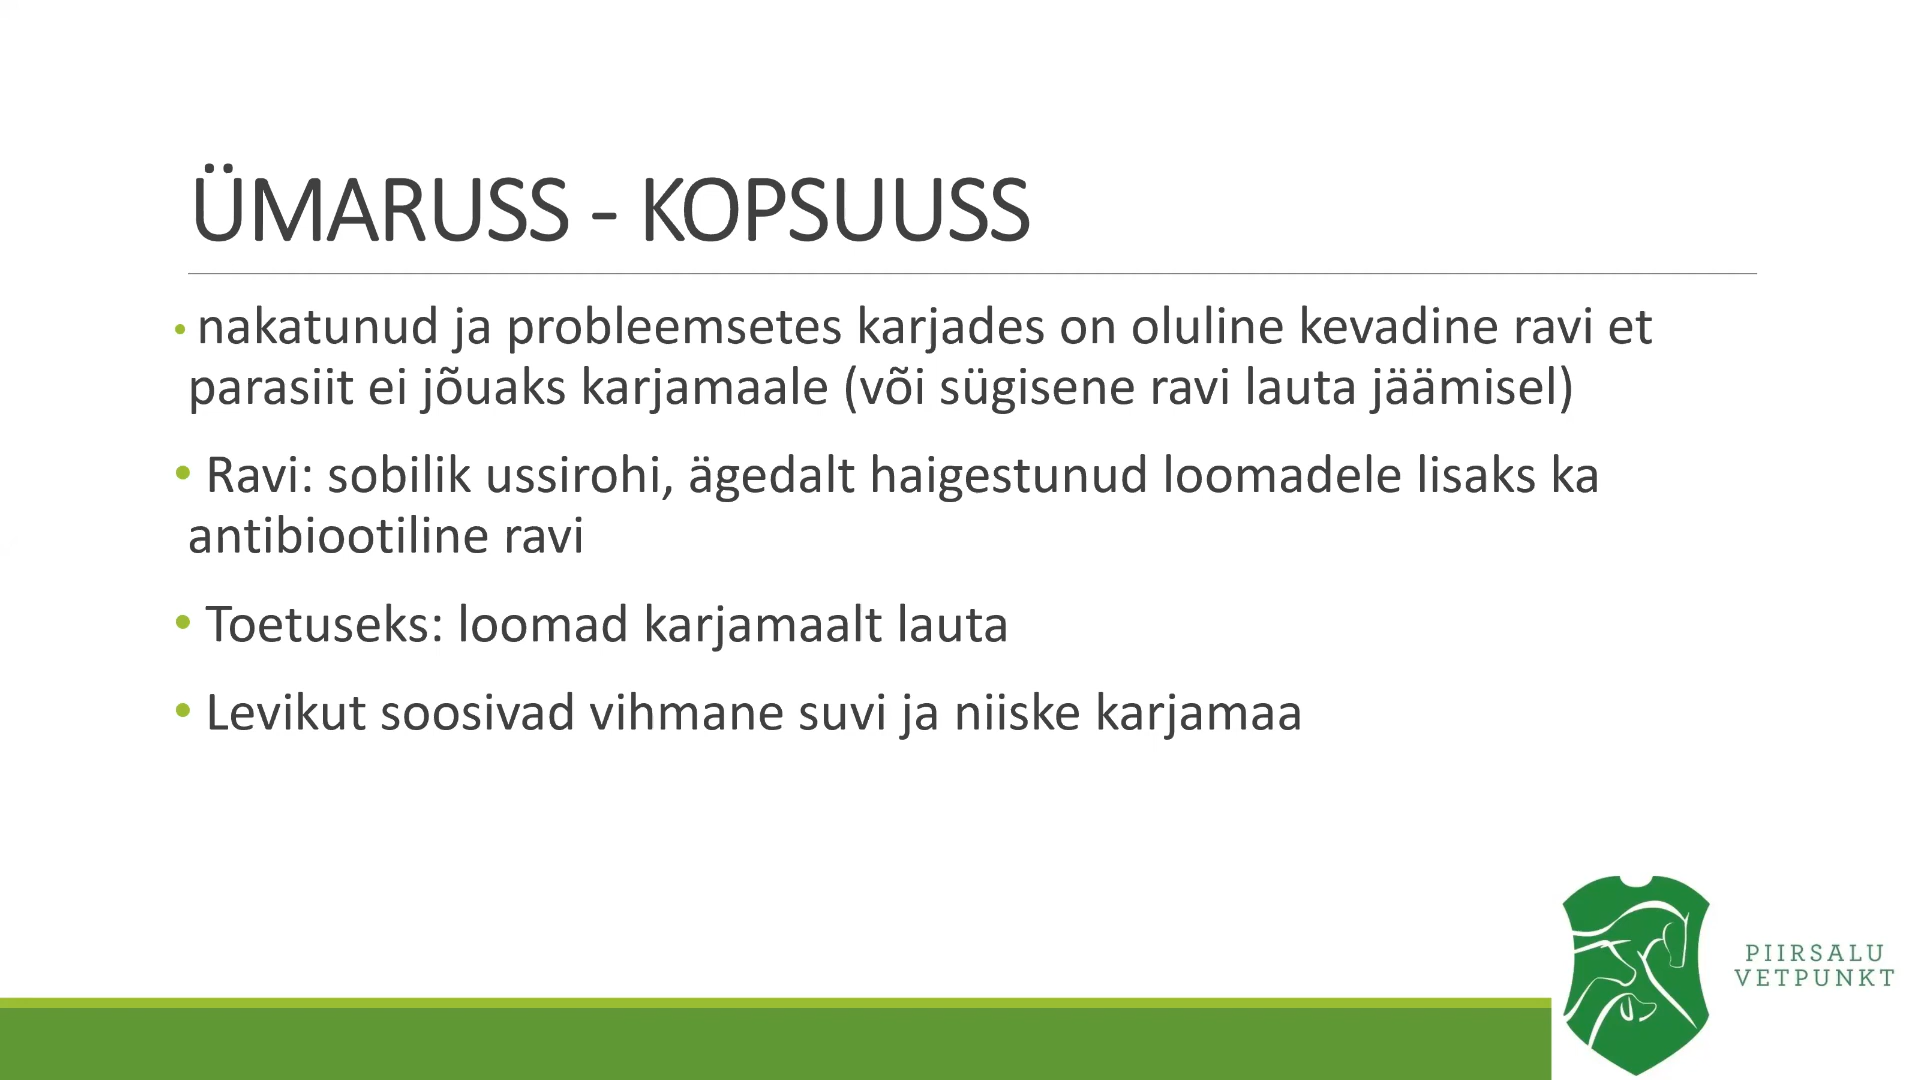 ÜMARUSS - KOPSUUSS
• nakatunud ja probleemsetes karjades on oluline kevadine ravi et
parasiit ei jõuaks karjamaale (või sügisene ravi lauta jäämisel)
• Ravi: sobilik ussirohi, ägedalt haigestunud loomadele lisaks ka
antibiootiline ravi
• Toetuseks: loomad karjamaalt lauta
• Levikut soosivad vihmane suvi ja niiske karjamaa
PIIRSALU
VETPUNKT